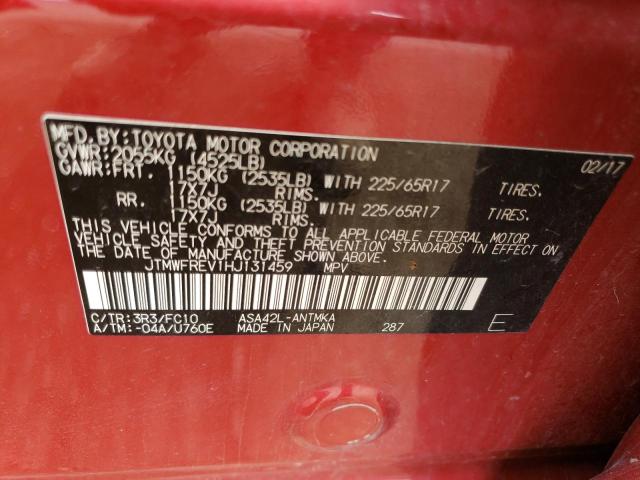 MFD.BY:TOYOTA MOTOR CORPORATION 02/17
GVWR:2055KG (4525LB)
GAWR:FRT. 1150KG (2535LB) WITH 225/65R17 TIRES.
17X7J RIMS.
RR. 1150KG (2535LB) WITH 225/65R17 TIRES.
17X7J RIMS.
THIS VEHICLE CONFORMS TO ALL APPLICABLE FEDERAL MOTOR
VEHICLE SAFETY AND THEFT PREVENTION STANDARDS IN EFFECT ON
THE DATE OF MANUFACTURE SHOWN ABOVE.
JTMWFREV1HJ131459 MPV
C/TR:3R3/FC10 ASA42L-ANTMKA
A/TM:-04A/U760E MADE IN JAPAN 287 E